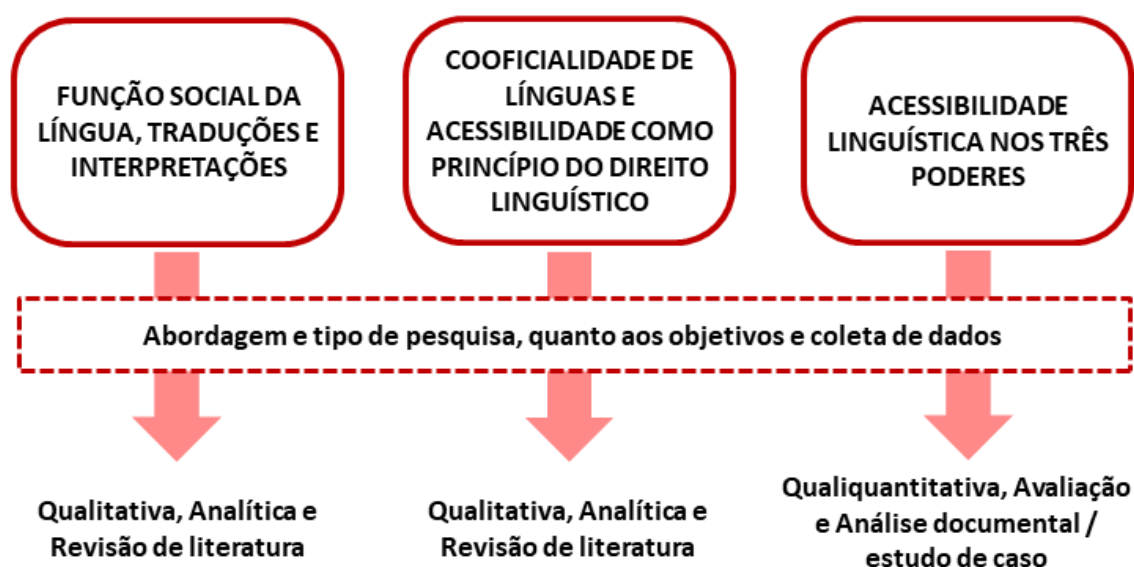 FUNÇÃO SOCIAL DA
LÍNGUA, TRADUÇÕES E
INTERPRETAÇÕES
COOFICIALIDADE DE
LÍNGUAS E
ACESSIBILIDADE COMO
PRINCÍPIO DO DIREITO
LINGUÍSTICO
ACESSIBILIDADE
LINGUÍSTICA NOS TRÊS
PODERES
Abordagem e tipo de pesquisa, quanto aos objetivos e coleta de dados
Qualitativa, Analítica e
Revisão de literatura
Qualitativa, Analítica e
Revisão de literatura
Qualiquantitativa, Avaliação
e Análise documental /
estudo de caso